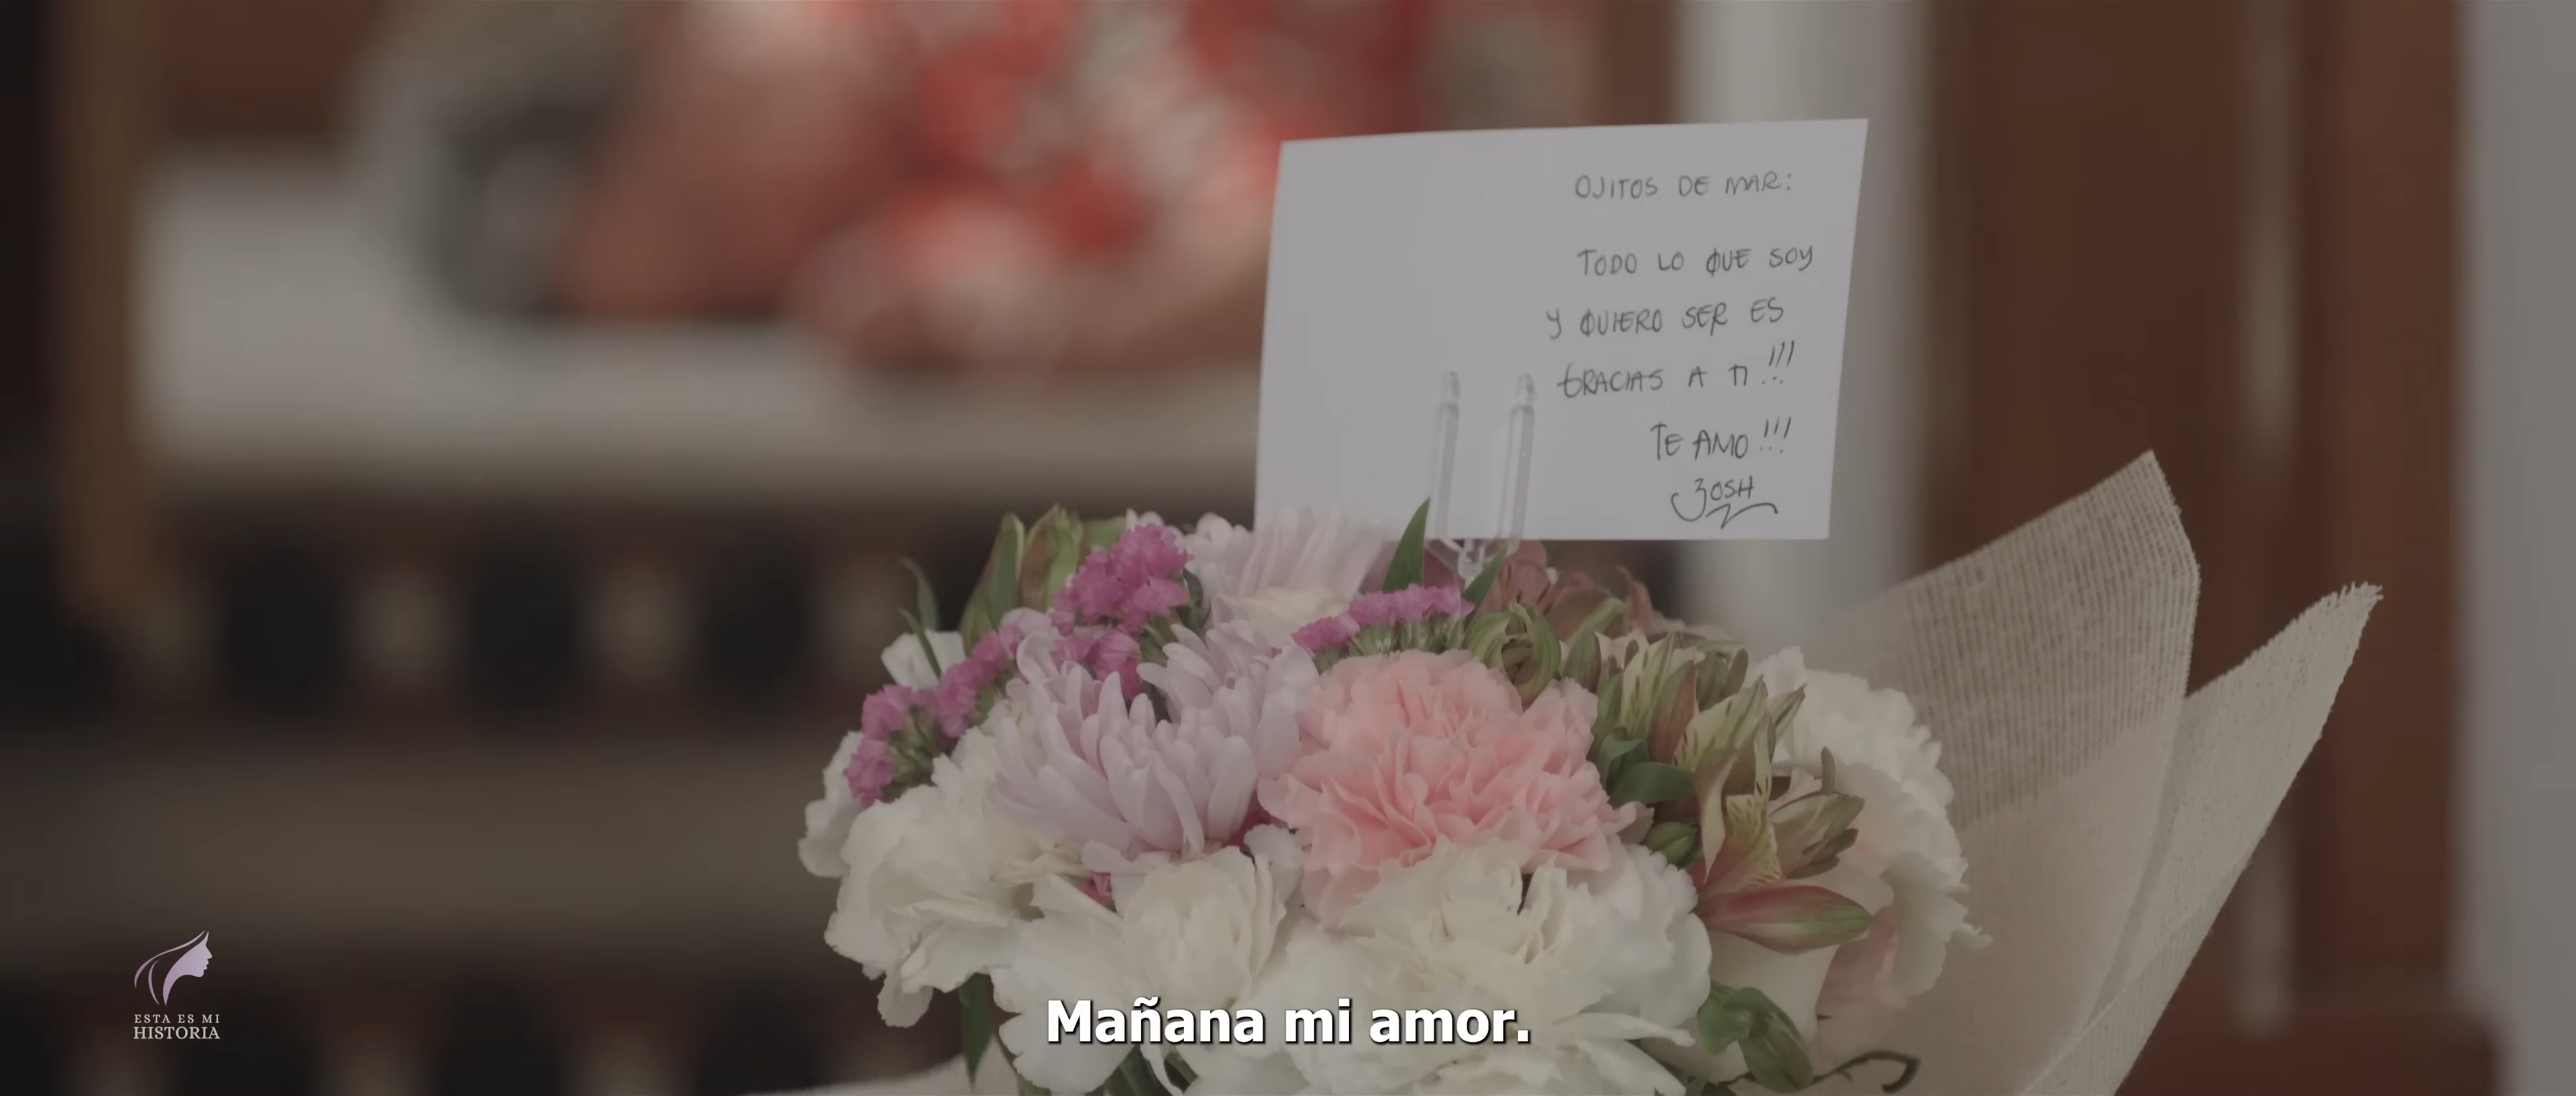 OJITOS DE MAR:
TODO LO QUE SOY
Y QUIERO SER ES
GRACIAS A TI !!!
TE AMO !!!
JOSH
ESTA ES MI
HISTORIA
Mañana mi amor.